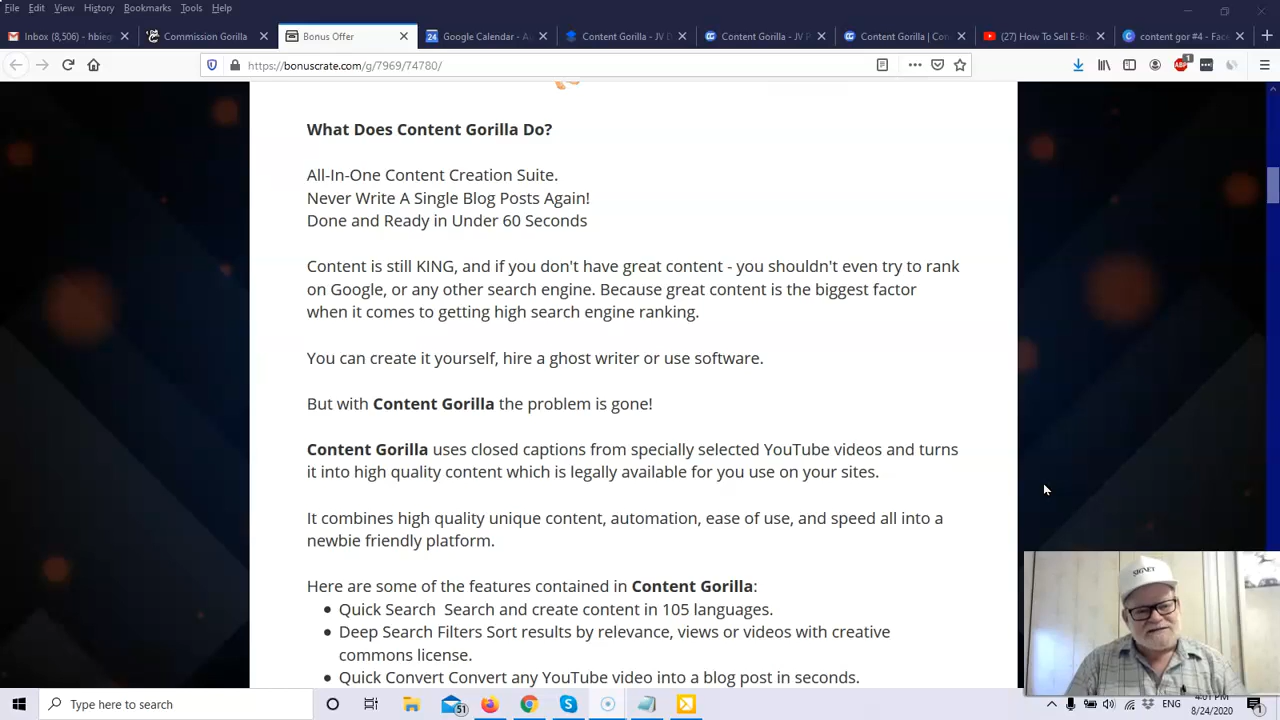 File Edit View History Bookmarks Tools Help
Inbox (8,506) - hbieg
Commission Gorilla
Bonus Offer
Google Calendar - Au
Content Gorilla - JV D
Content Gorilla - JV P
Content Gorilla | Con
(27) How To Sell E-Bo
content gor #4 - Face
https://bonuscrate.com/g/7969/74780/
What Does Content Gorilla Do?
All-In-One Content Creation Suite.
Never Write A Single Blog Posts Again!
Done and Ready in Under 60 Seconds
Content is still KING, and if you don't have great content - you shouldn't even try to rank
on Google, or any other search engine. Because great content is the biggest factor
when it comes to getting high search engine ranking.
You can create it yourself, hire a ghost writer or use software.
But with Content Gorilla the problem is gone!
Content Gorilla uses closed captions from specially selected YouTube videos and turns
it into high quality content which is legally available for you use on your sites.
It combines high quality unique content, automation, ease of use, and speed all into a
newbie friendly platform.
Here are some of the features contained in Content Gorilla:
Quick Search Search and create content in 105 languages.
Deep Search Filters Sort results by relevance, views or videos with creative
commons license.
Quick Convert Convert any YouTube video into a blog post in seconds.
SIGNET
Type here to search
51
ENG
4:01 PM
8/24/2020